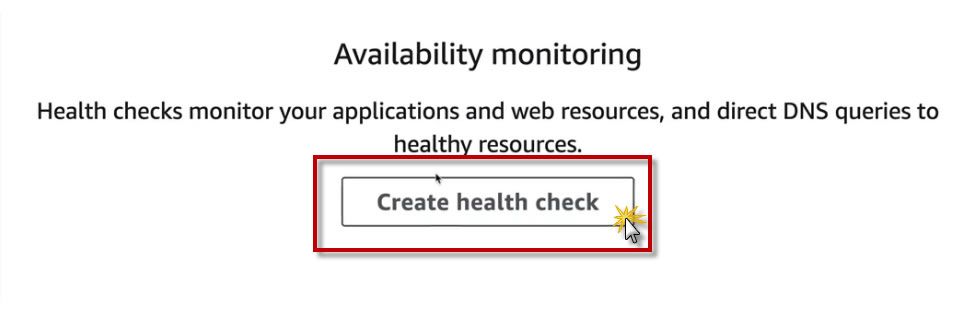 Availability monitoring
Health checks monitor your applications and web resources, and direct DNS queries to
healthy resources.
Create health check